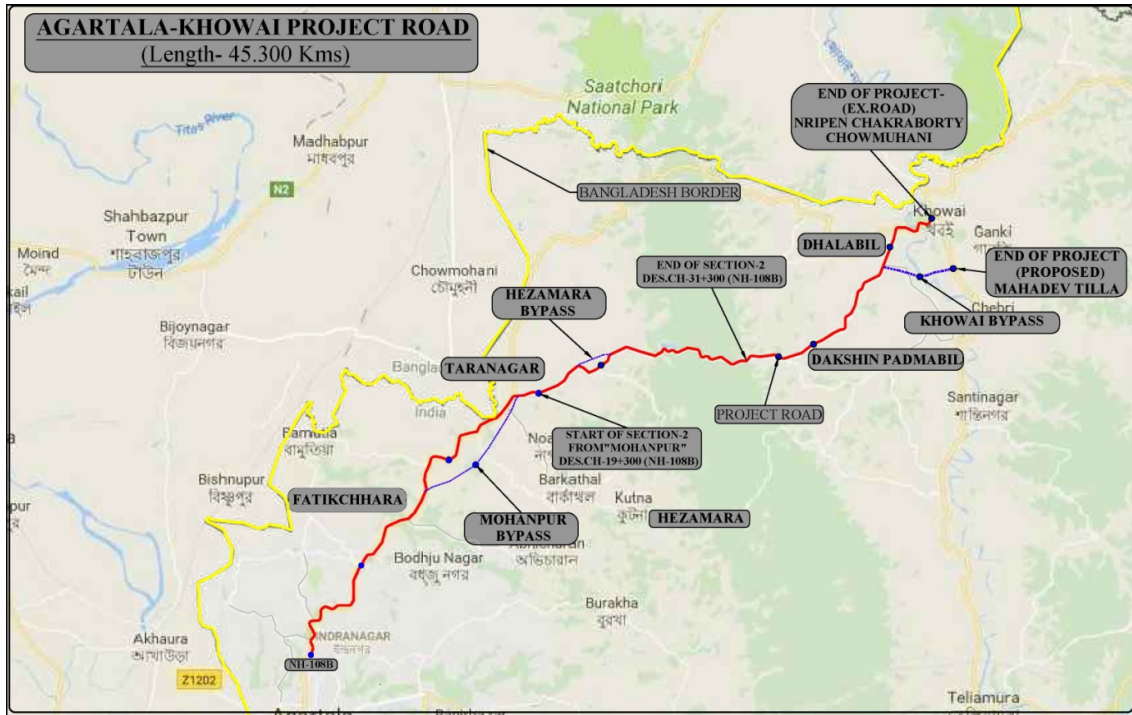 AGARTALA-KHOWAI PROJECT ROAD
(Length- 45.300 Kms)
Saatchori
National Park
END OF PROJECT-
(EX.ROAD)
NRIPEN CHAKRABORTY
CHOWMUHANI
Titas River
Madhabpur
মাধবপুর
N2
BANGLADESH BORDER
Shahbazpur
Town
শাহবাজপুর
টাউন
Moind
মৈন্দ
Khowai
খবই
Ganki
DHALABIL
END OF PROJECT
(PROPOSED)
MAHADEV TILLA
END OF SECTION-2
DES.CH-31+300 (NH-108B)
Chowmohani
চৌমুহনী
HEZAMARA
BYPASS
Chebri
KHOWAI BYPASS
Bijoynagar
বিজয়নগর
TARANAGAR
DAKSHIN PADMABIL
India
PROJECT ROAD
Santinagar
শান্তিনগর
START OF SECTION-2
FROM"MOHANPUR"
DES.CH-19+300 (NH-108B)
Bamutia
বামুতিয়া
Barkathal
বার্কাথল
Bishnupur
বিষ্ণুপুর
FATIKCHHARA
Kutna
HEZAMARA
MOHANPUR
BYPASS
Bodhju Nagar
বধ্জু নগর
অভিচারান
Burakha
বুরখা
Akhaura
আখাউড়া
INDRANAGAR
NH-108B
Z1202
Agartala
Teliamura